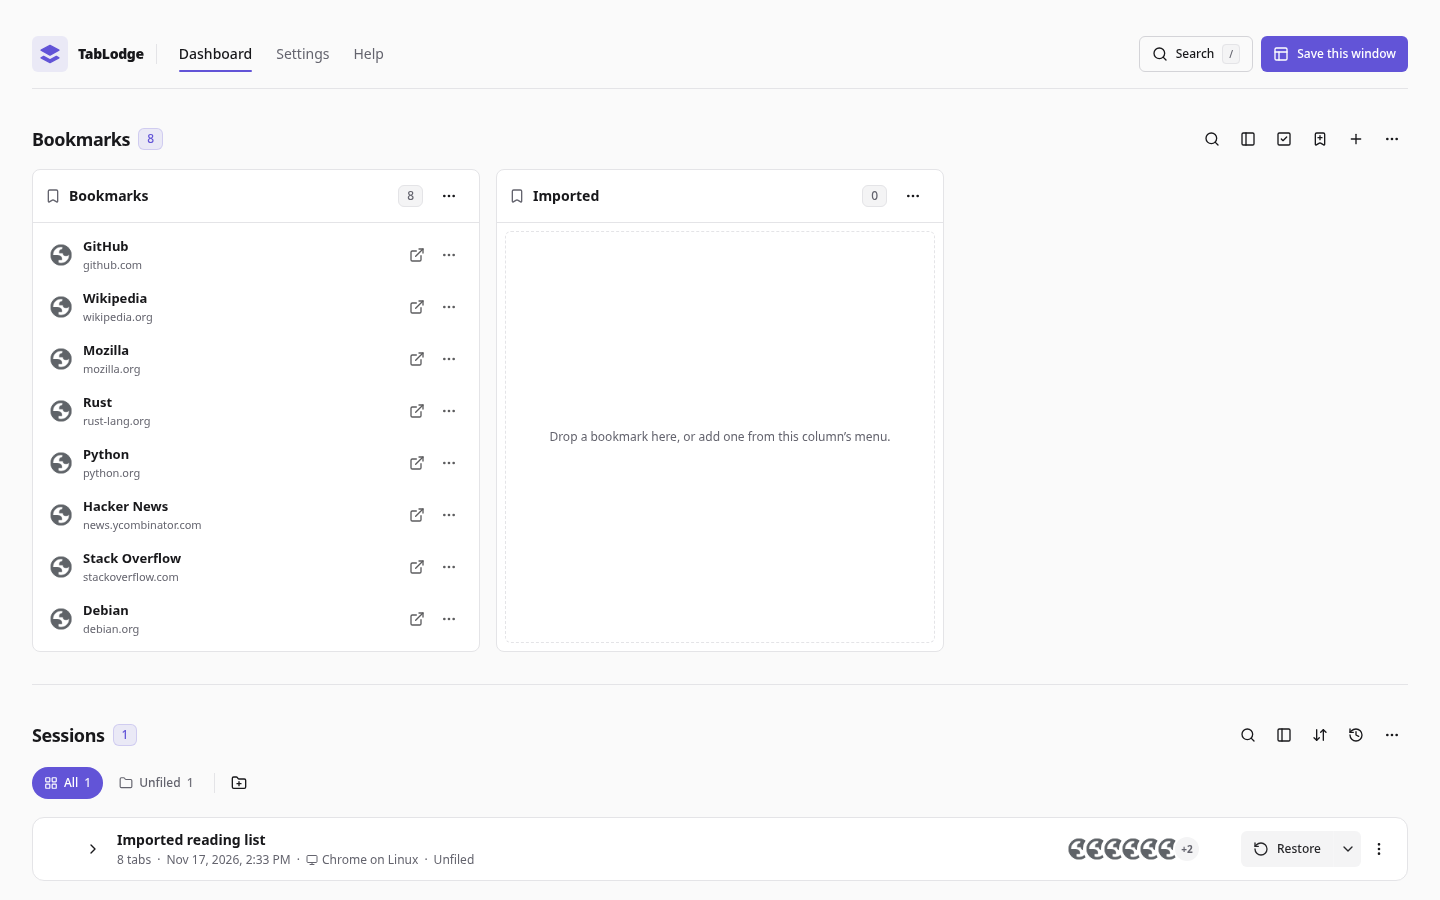 TabLodge
Dashboard
Settings
Help
Search /
Save this window
Bookmarks 8
Bookmarks 8
GitHub
github.com
Wikipedia
wikipedia.org
Mozilla
mozilla.org
Rust
rust-lang.org
Python
python.org
Hacker News
news.ycombinator.com
Stack Overflow
stackoverflow.com
Debian
debian.org
Imported 0
Drop a bookmark here, or add one from this column’s menu.
Sessions 1
All 1
Unfiled 1
Imported reading list
8 tabs · Nov 17, 2026, 2:33 PM · Chrome on Linux · Unfiled
+2
Restore